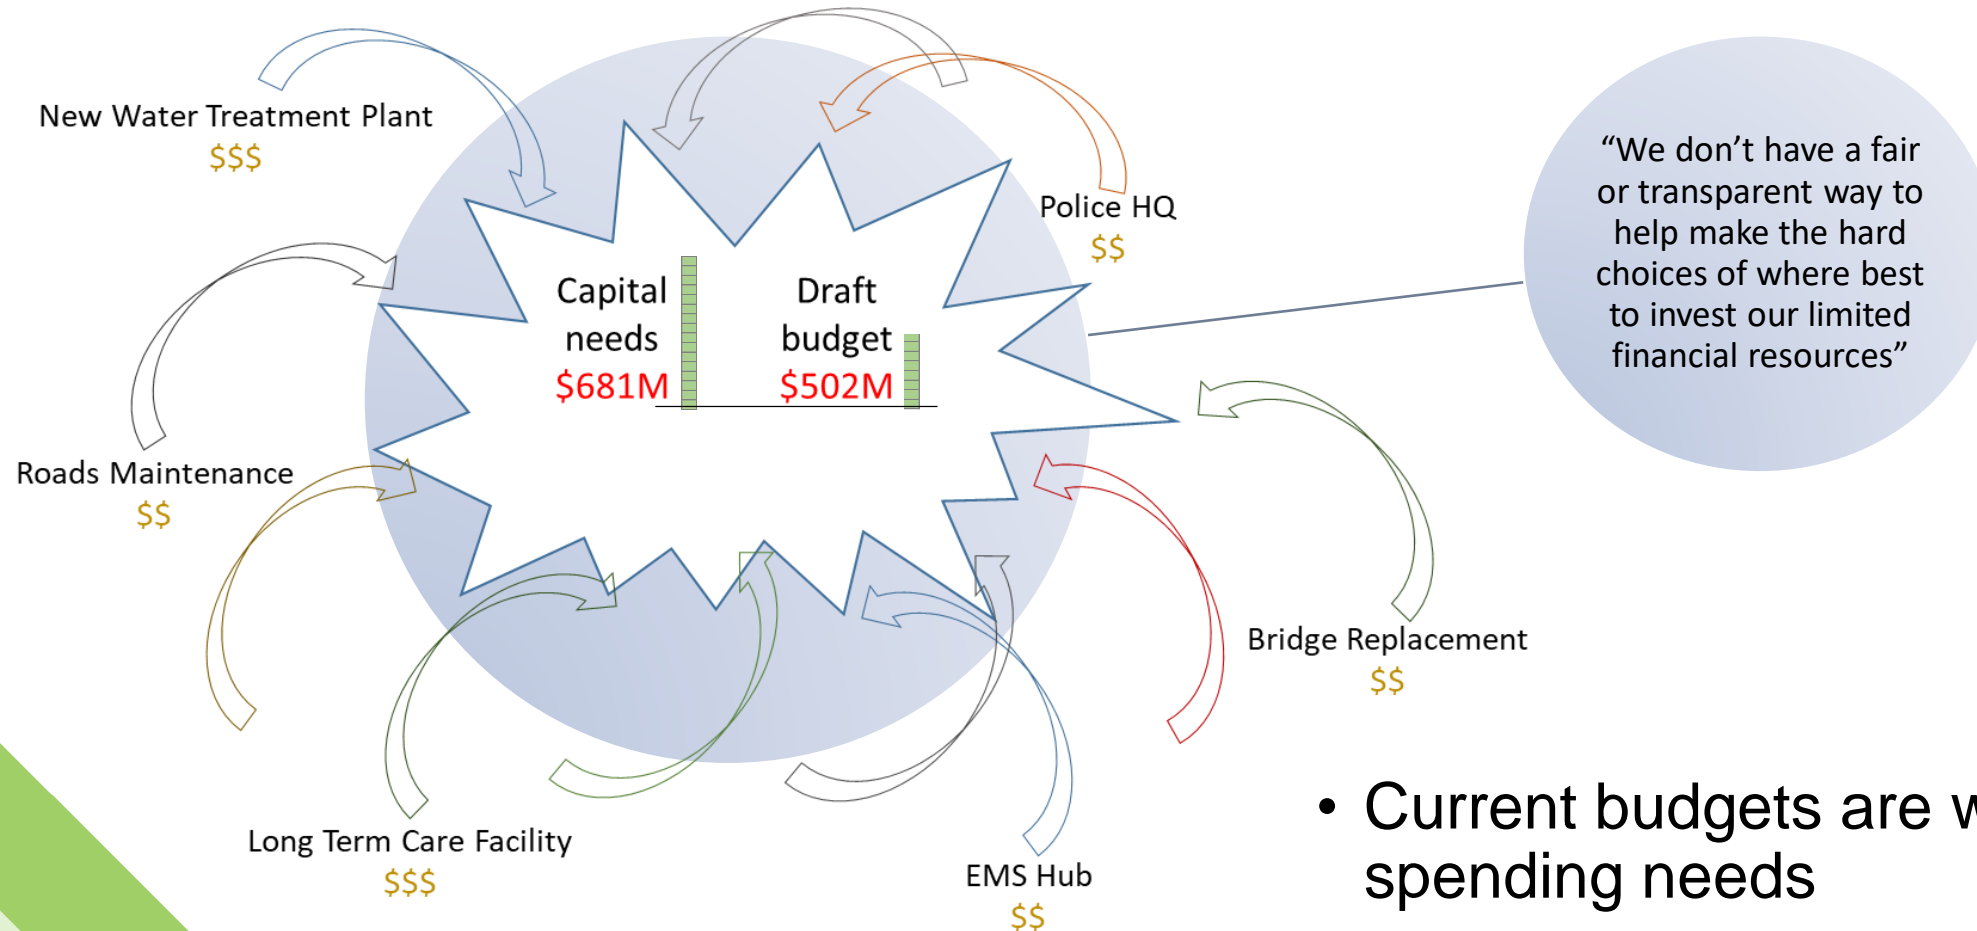 New Water Treatment Plant
$$$
Police HQ
$$
Capital
needs
$681M
Draft
budget
$502M
“We don’t have a fair
or transparent way to
help make the hard
choices of where best
to invest our limited
financial resources”
Roads Maintenance
$$
Bridge Replacement
$$
Long Term Care Facility
$$$
EMS Hub
$$
• Current budgets are
spending needs